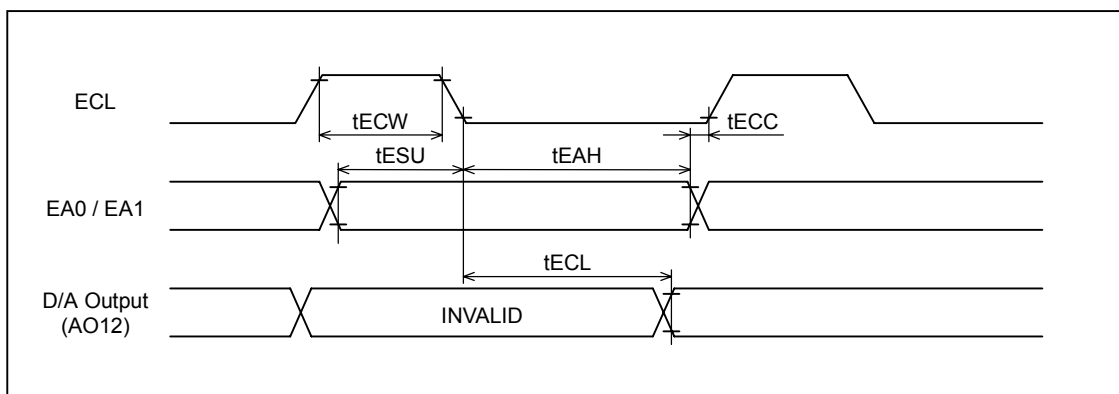 ECL
tECW
tECC
tESU
tEAH
EA0 / EA1
tECL
D/A Output
(AO12)
INVALID